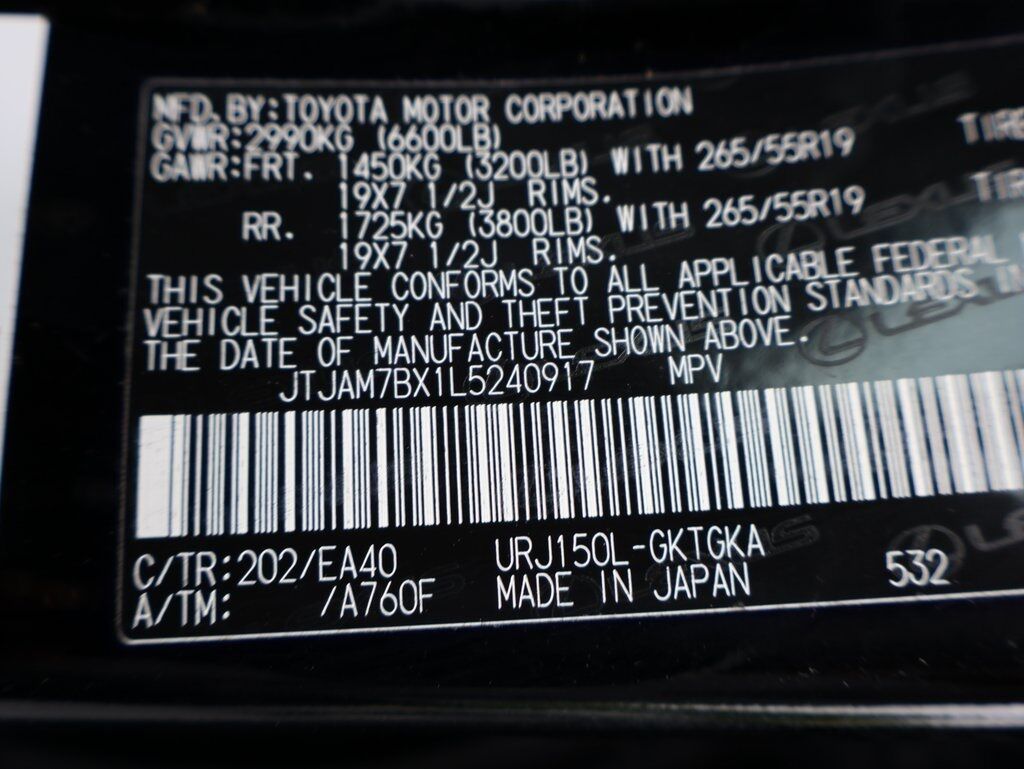 MFD.BY:TOYOTA MOTOR CORPORATION
GVWR:2990KG (6600LB)
GAWR:FRT. 1450KG (3200LB) WITH 265/55R19
19X7 1/2J RIMS.
RR. 1725KG (3800LB) WITH 265/55R19
19X7 1/2J RIMS.
THIS VEHICLE CONFORMS TO ALL APPLICABLE FEDERAL
VEHICLE SAFETY AND THEFT PREVENTION STANDARDS IN
THE DATE OF MANUFACTURE SHOWN ABOVE.
JTJAM7BX1L5240917 MPV
C/TR:202/EA40 URJ150L-GKTGKA
A/TM: /A760F MADE IN JAPAN 532